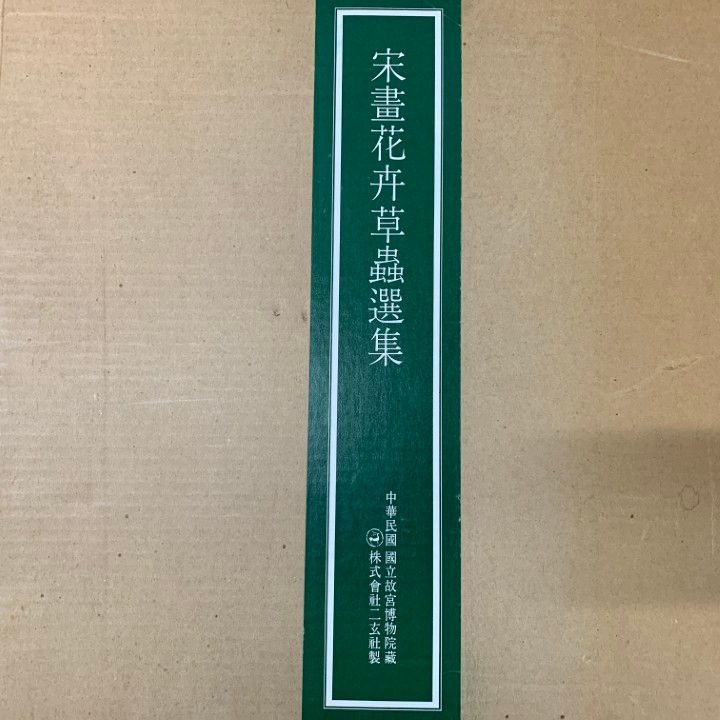 宋畫花卉草蟲選集
中華民國 國立故宮博物院藏
株式會社二玄社製